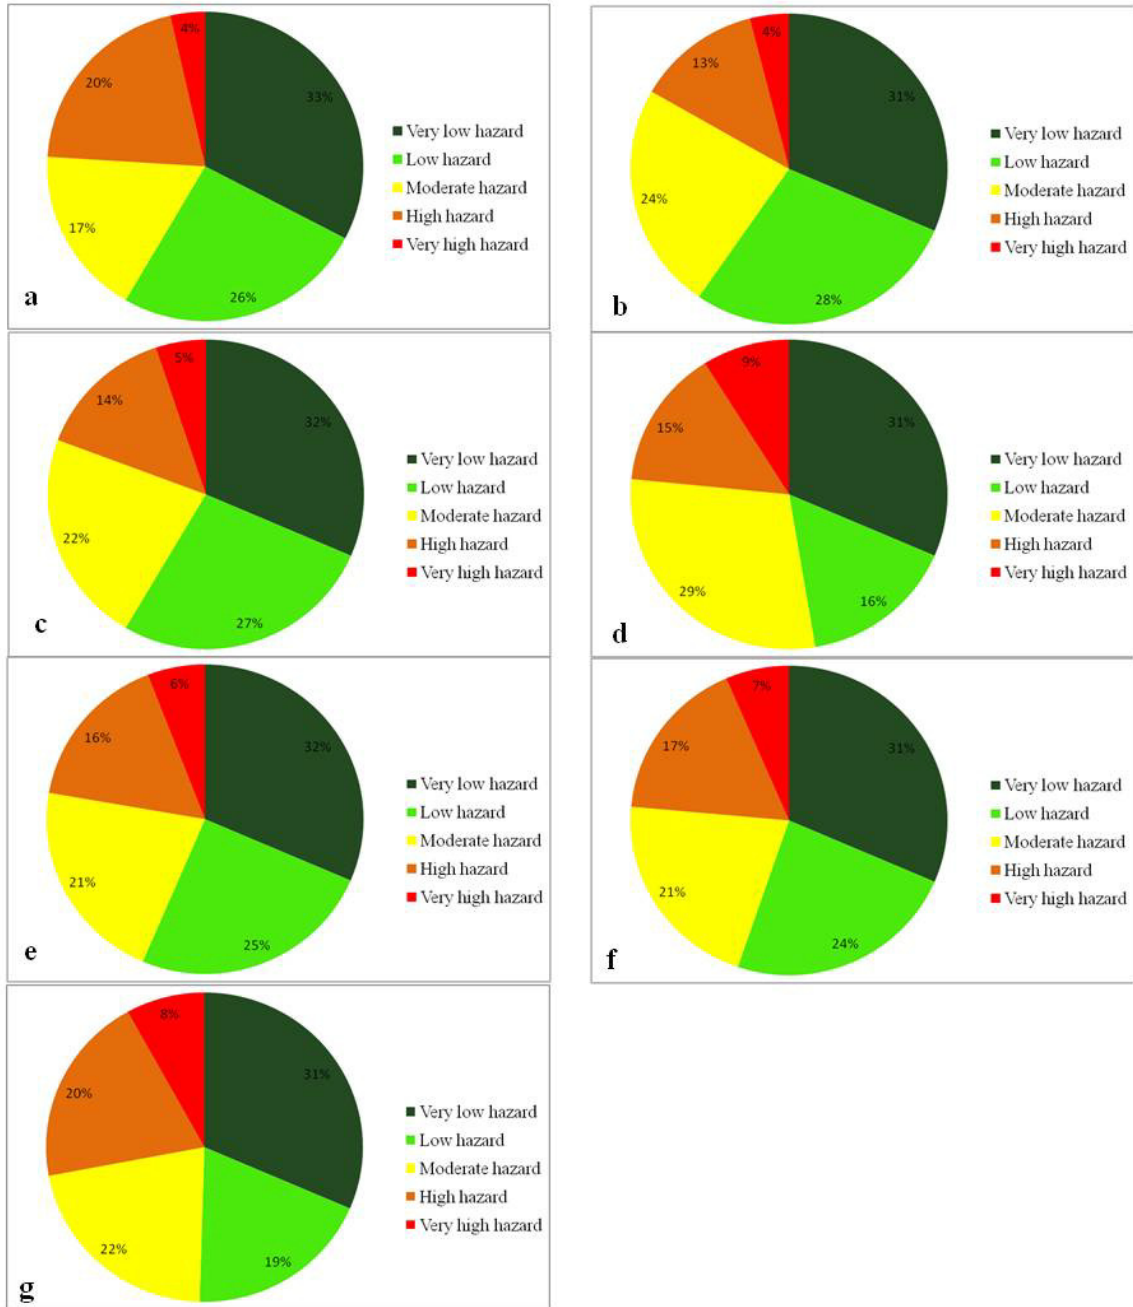 4%
20%
33%
17%
26%
Very low hazard
Low hazard
Moderate hazard
High hazard
Very high hazard
a
4%
13%
31%
24%
28%
Very low hazard
Low hazard
Moderate hazard
High hazard
Very high hazard
b
5%
14%
32%
22%
27%
Very low hazard
Low hazard
Moderate hazard
High hazard
Very high hazard
c
9%
15%
31%
29%
16%
Very low hazard
Low hazard
Moderate hazard
High hazard
Very high hazard
d
6%
16%
32%
21%
25%
Very low hazard
Low hazard
Moderate hazard
High hazard
Very high hazard
e
7%
17%
31%
21%
24%
Very low hazard
Low hazard
Moderate hazard
High hazard
Very high hazard
f
8%
20%
31%
22%
19%
Very low hazard
Low hazard
Moderate hazard
High hazard
Very high hazard
g